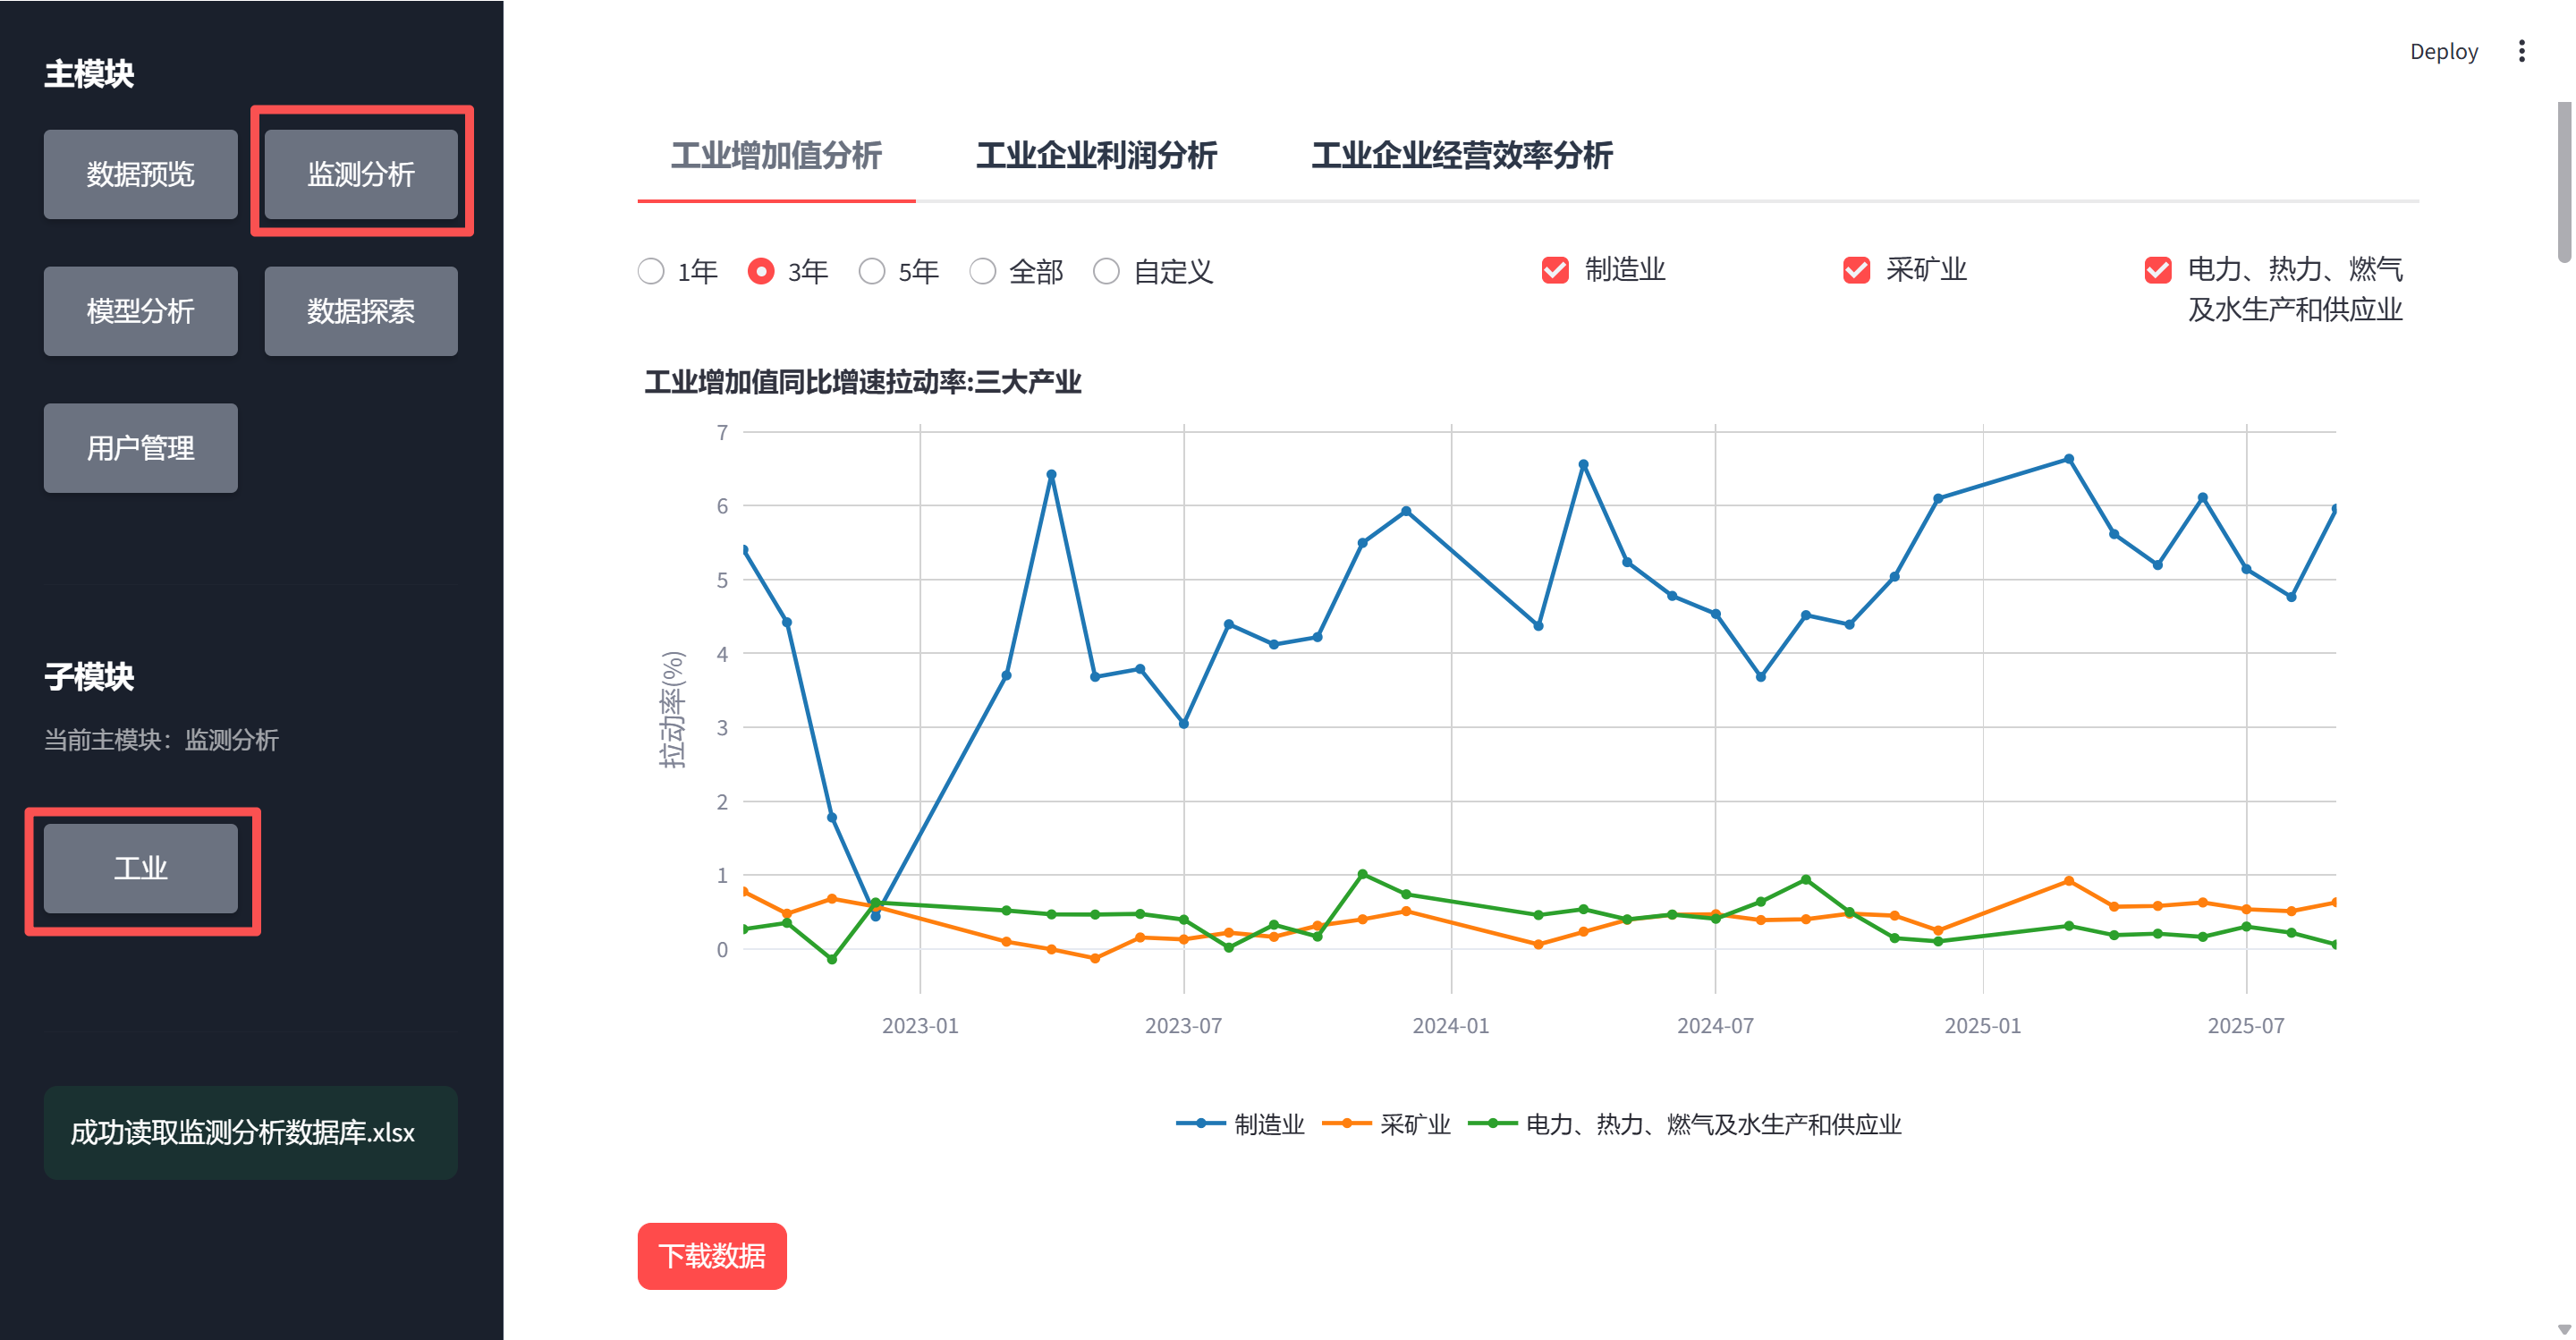 主模块
数据预览
监测分析
模型分析
数据探索
用户管理
子模块
当前主模块：监测分析
工业
成功读取监测分析数据库.xlsx
Deploy
工业增加值分析
工业企业利润分析
工业企业经营效率分析
1年
3年
5年
全部
自定义
制造业
采矿业
电力、热力、燃气
及水生产和供应业
工业增加值同比增速拉动率:三大产业
拉动率(%)
7
6
5
4
3
2
1
0
2023-01
2023-07
2024-01
2024-07
2025-01
2025-07
制造业
采矿业
电力、热力、燃气及水生产和供应业
下载数据